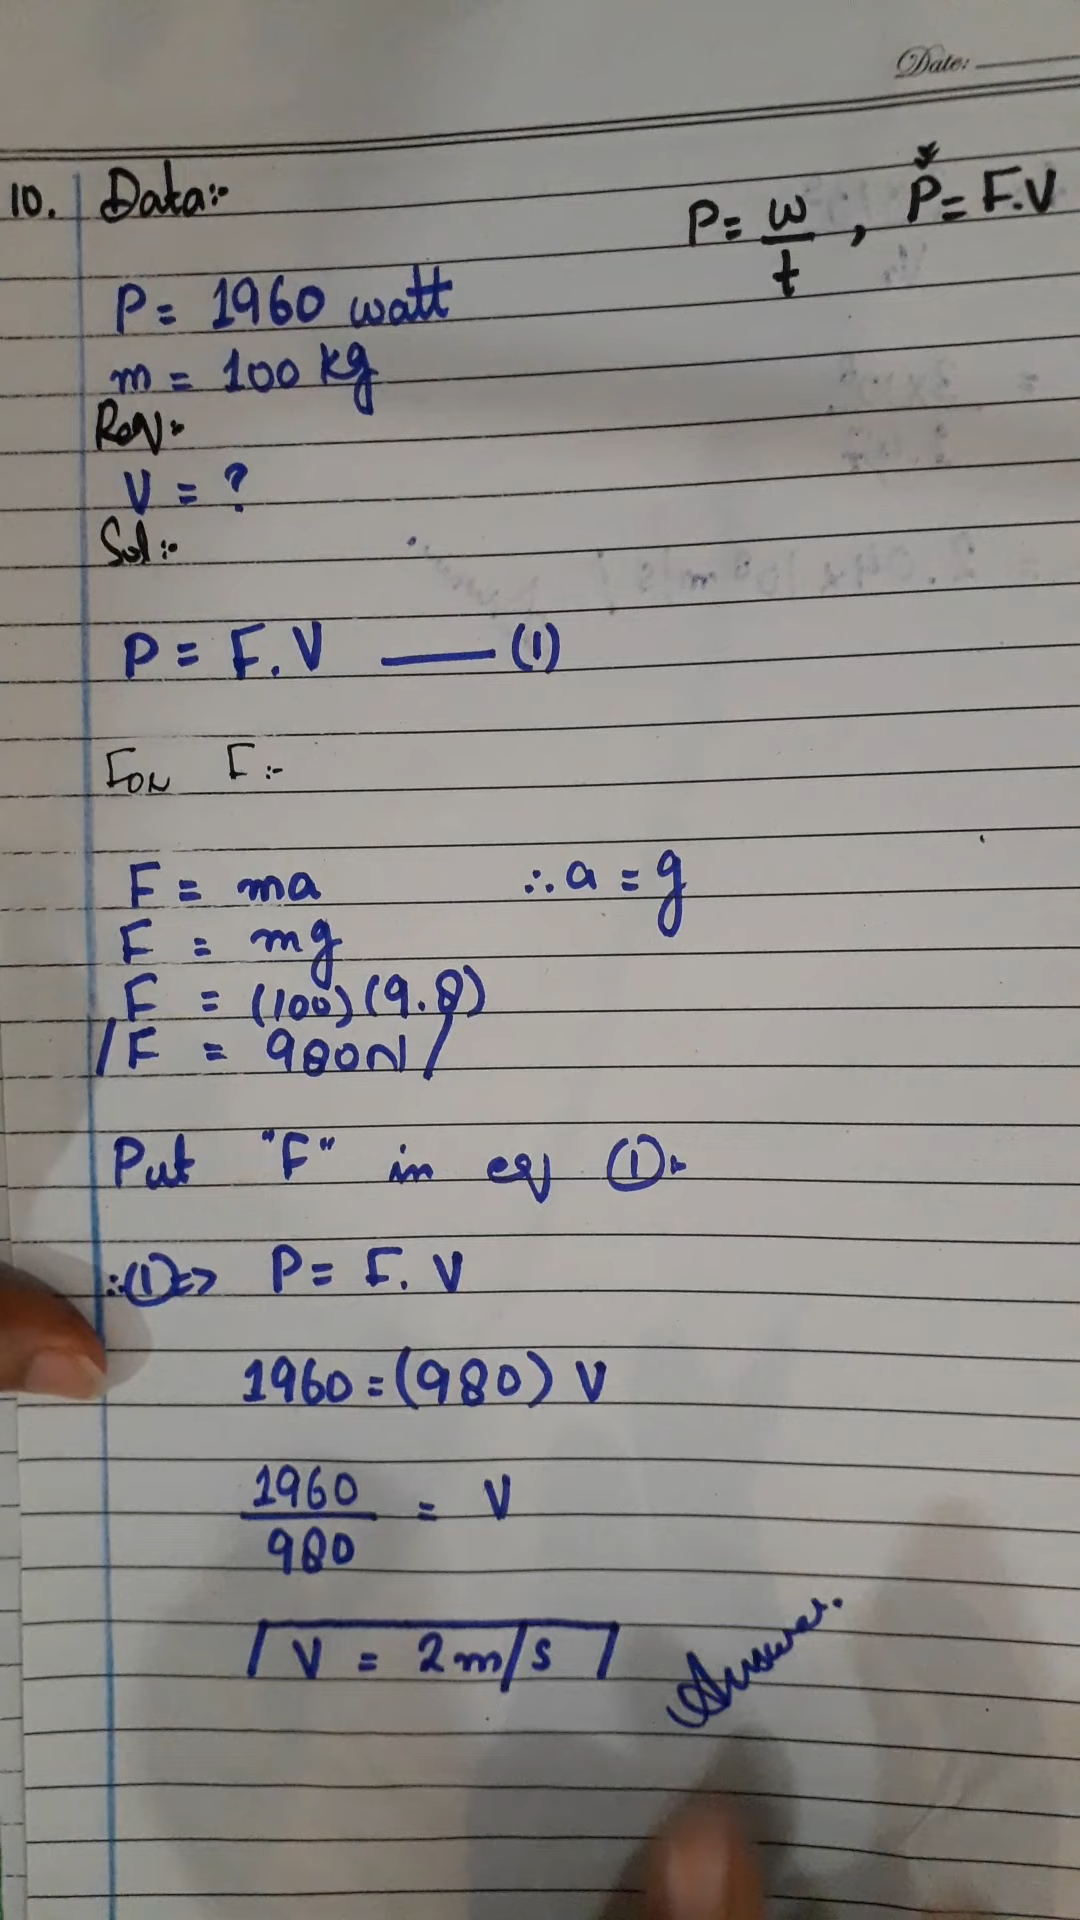 Date:
10. Data:-
P = w/t , P = F.V
P = 1960 watt
m = 100 kg
Req:-
V = ?
Sol:-
P = F.V —— (1)
For F:-
F = ma ∴ a = g
F = mg
F = (100)(9.8)
F = 980N
Put "F" in eq (1):-
∴(1)=> P = F.V
1960 = (980) V
1960/980 = V
V = 2m/s
Answer.